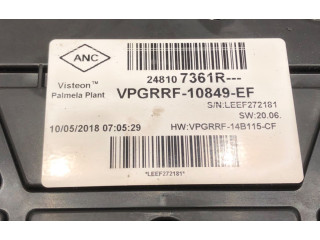 ANC
Visteon™
Palmela Plant
24810 7361R---
VPGRRF-10849-EF
S/N:LEEF272181
SW:20.06.
10/05/2018 07:05:29
HW:VPGRRF-14B115-CF
*LEEF272181*